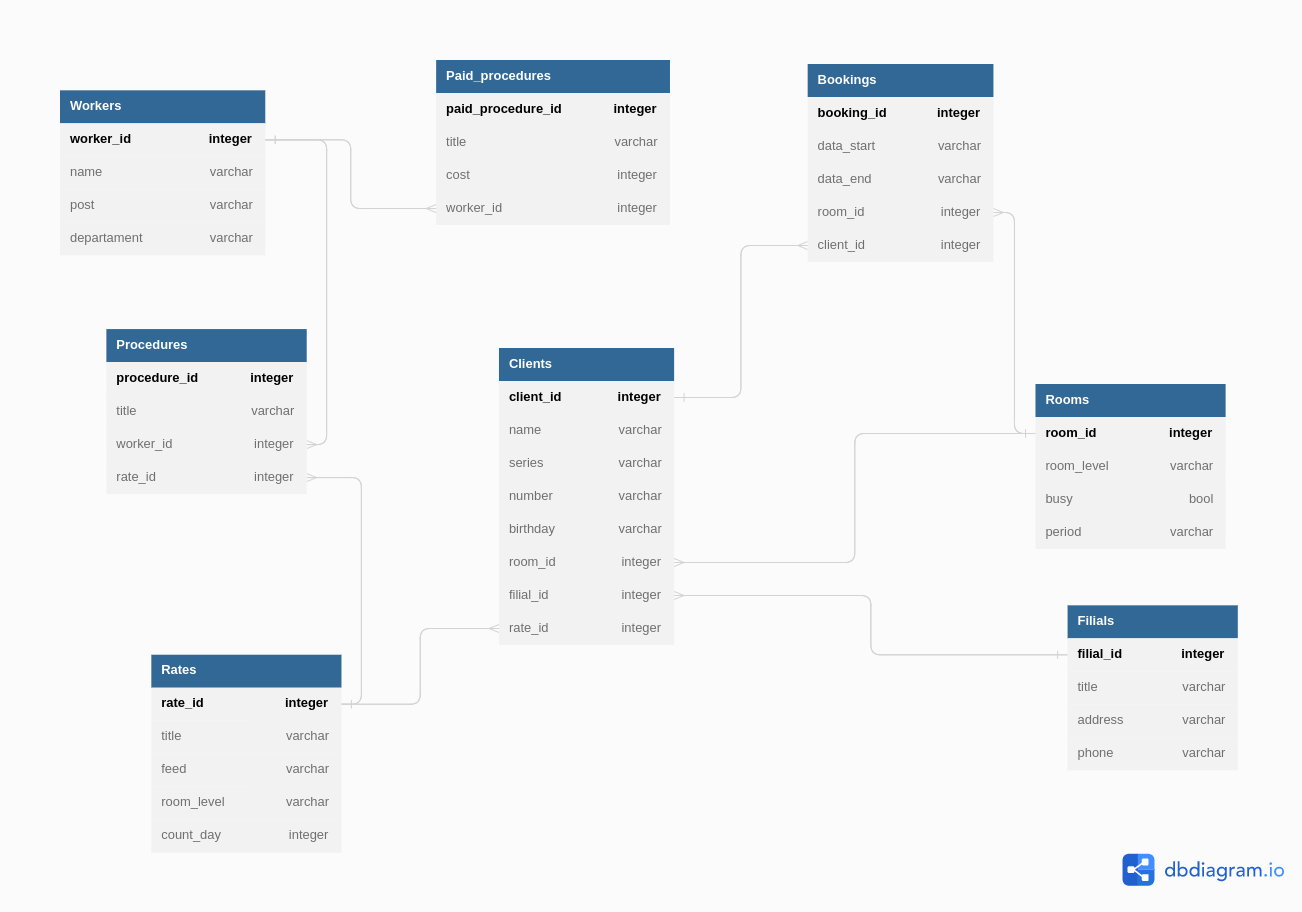 Workers
worker_id integer
name varchar
post varchar
departament varchar
Paid_procedures
paid_procedure_id integer
title varchar
cost integer
worker_id integer
Bookings
booking_id integer
data_start varchar
data_end varchar
room_id integer
client_id integer
Procedures
procedure_id integer
title varchar
worker_id integer
rate_id integer
Clients
client_id integer
name varchar
series varchar
number varchar
birthday varchar
room_id integer
filial_id integer
rate_id integer
Rooms
room_id integer
room_level varchar
busy bool
period varchar
Rates
rate_id integer
title varchar
feed varchar
room_level varchar
count_day integer
Filials
filial_id integer
title varchar
address varchar
phone varchar
dbdiagram.io